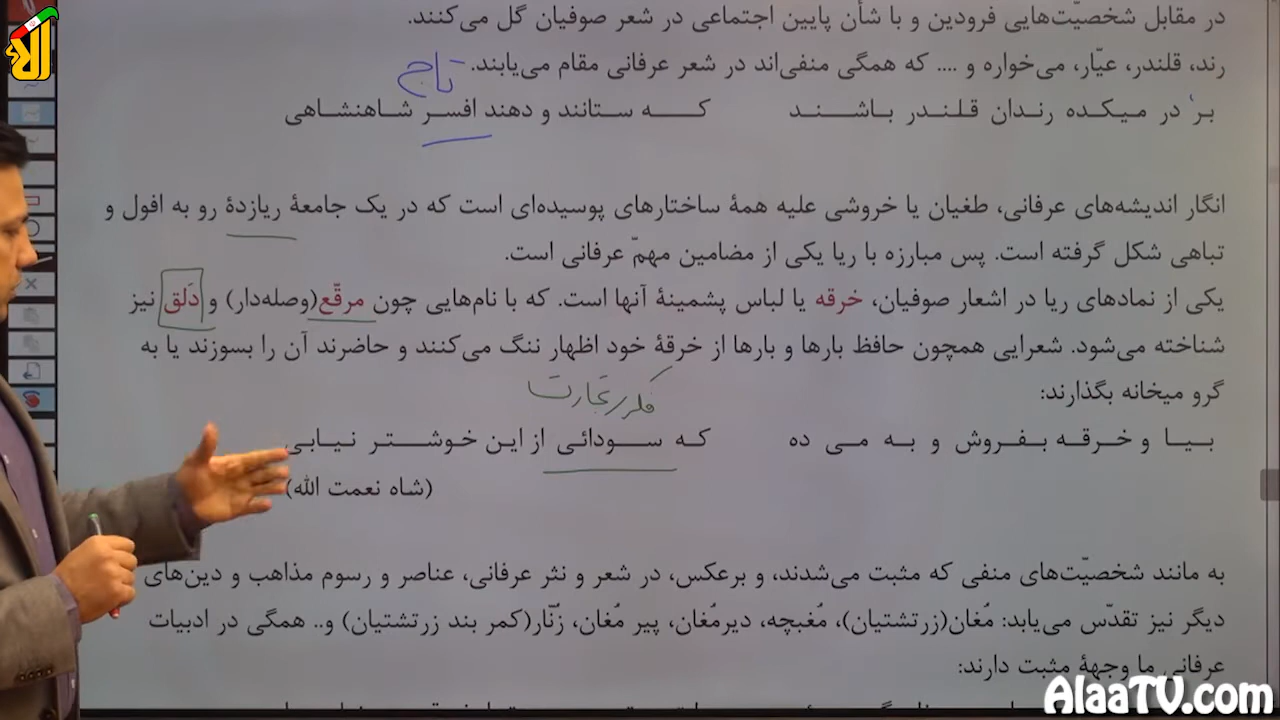 در مقابل شخصیّت‌هایی فرودین و با شأن پایین اجتماعی در شعر صوفیان گل می‌کنند.
رند، قلندر، عیّار، می‌خواره و .... که همگی منفی‌اند در شعر عرفانی مقام می‌یابند.
تاج
بر در میکده رندان قلندر باشند که ستانند و دهند افسر شاهنشاهی
انگار اندیشه‌های عرفانی، طغیان یا خروشی علیه همهٔ ساختارهای پوسیده‌ای است که در یک جامعهٔ ریازدهٔ رو به افول و
تباهی شکل گرفته است. پس مبارزه با ریا یکی از مضامین مهمّ عرفانی است.
یکی از نمادهای ریا در اشعار صوفیان، خرقه یا لباس پشمینهٔ آنها است. که با نام‌هایی چون مرقّع(وصله‌دار) و دَلق نیز
شناخته می‌شود. شعرایی همچون حافظ بارها و بارها از خرقهٔ خود اظهار ننگ می‌کنند و حاضرند آن را بسوزند یا به
گرو میخانه بگذارند:
فکر، تجارت
بیا و خرقه بفروش و به می ده که سودائی از این خوشتر نیابی
(شاه نعمت الله)
به مانند شخصیّت‌های منفی که مثبت می‌شدند، و برعکس، در شعر و نثر عرفانی، عناصر و رسوم مذاهب و دین‌های
دیگر نیز تقدّس می‌یابد: مُغان(زرتشتیان)، مُغبچه، دیرمُغان، پیر مُغان، زُنّار(کمر بند زرتشتیان) و.. همگی در ادبیات
عرفانی ما وجههٔ مثبت دارند:
الا
AlaaTV.com